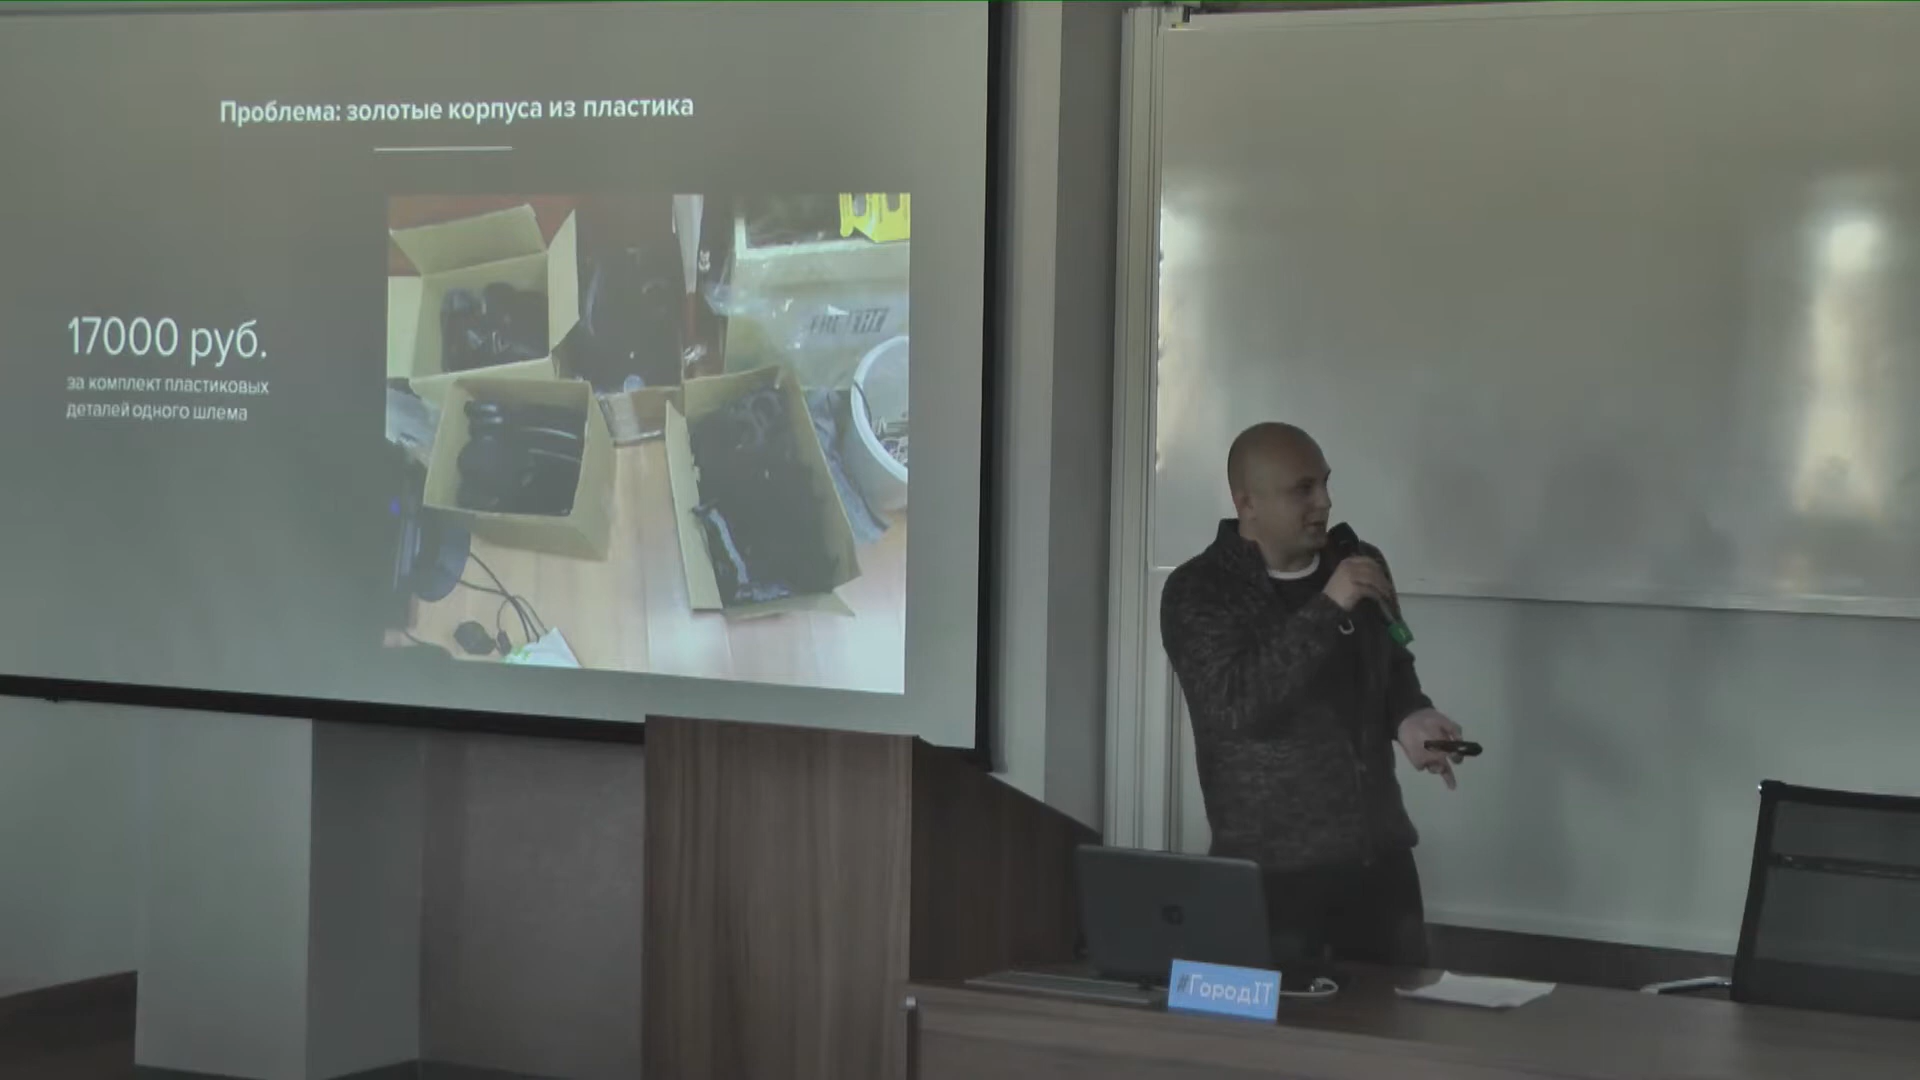 Проблема: золотые корпуса из пластика
17000 руб.
за комплект пластиковых
деталей одного шлема
#ГородIT